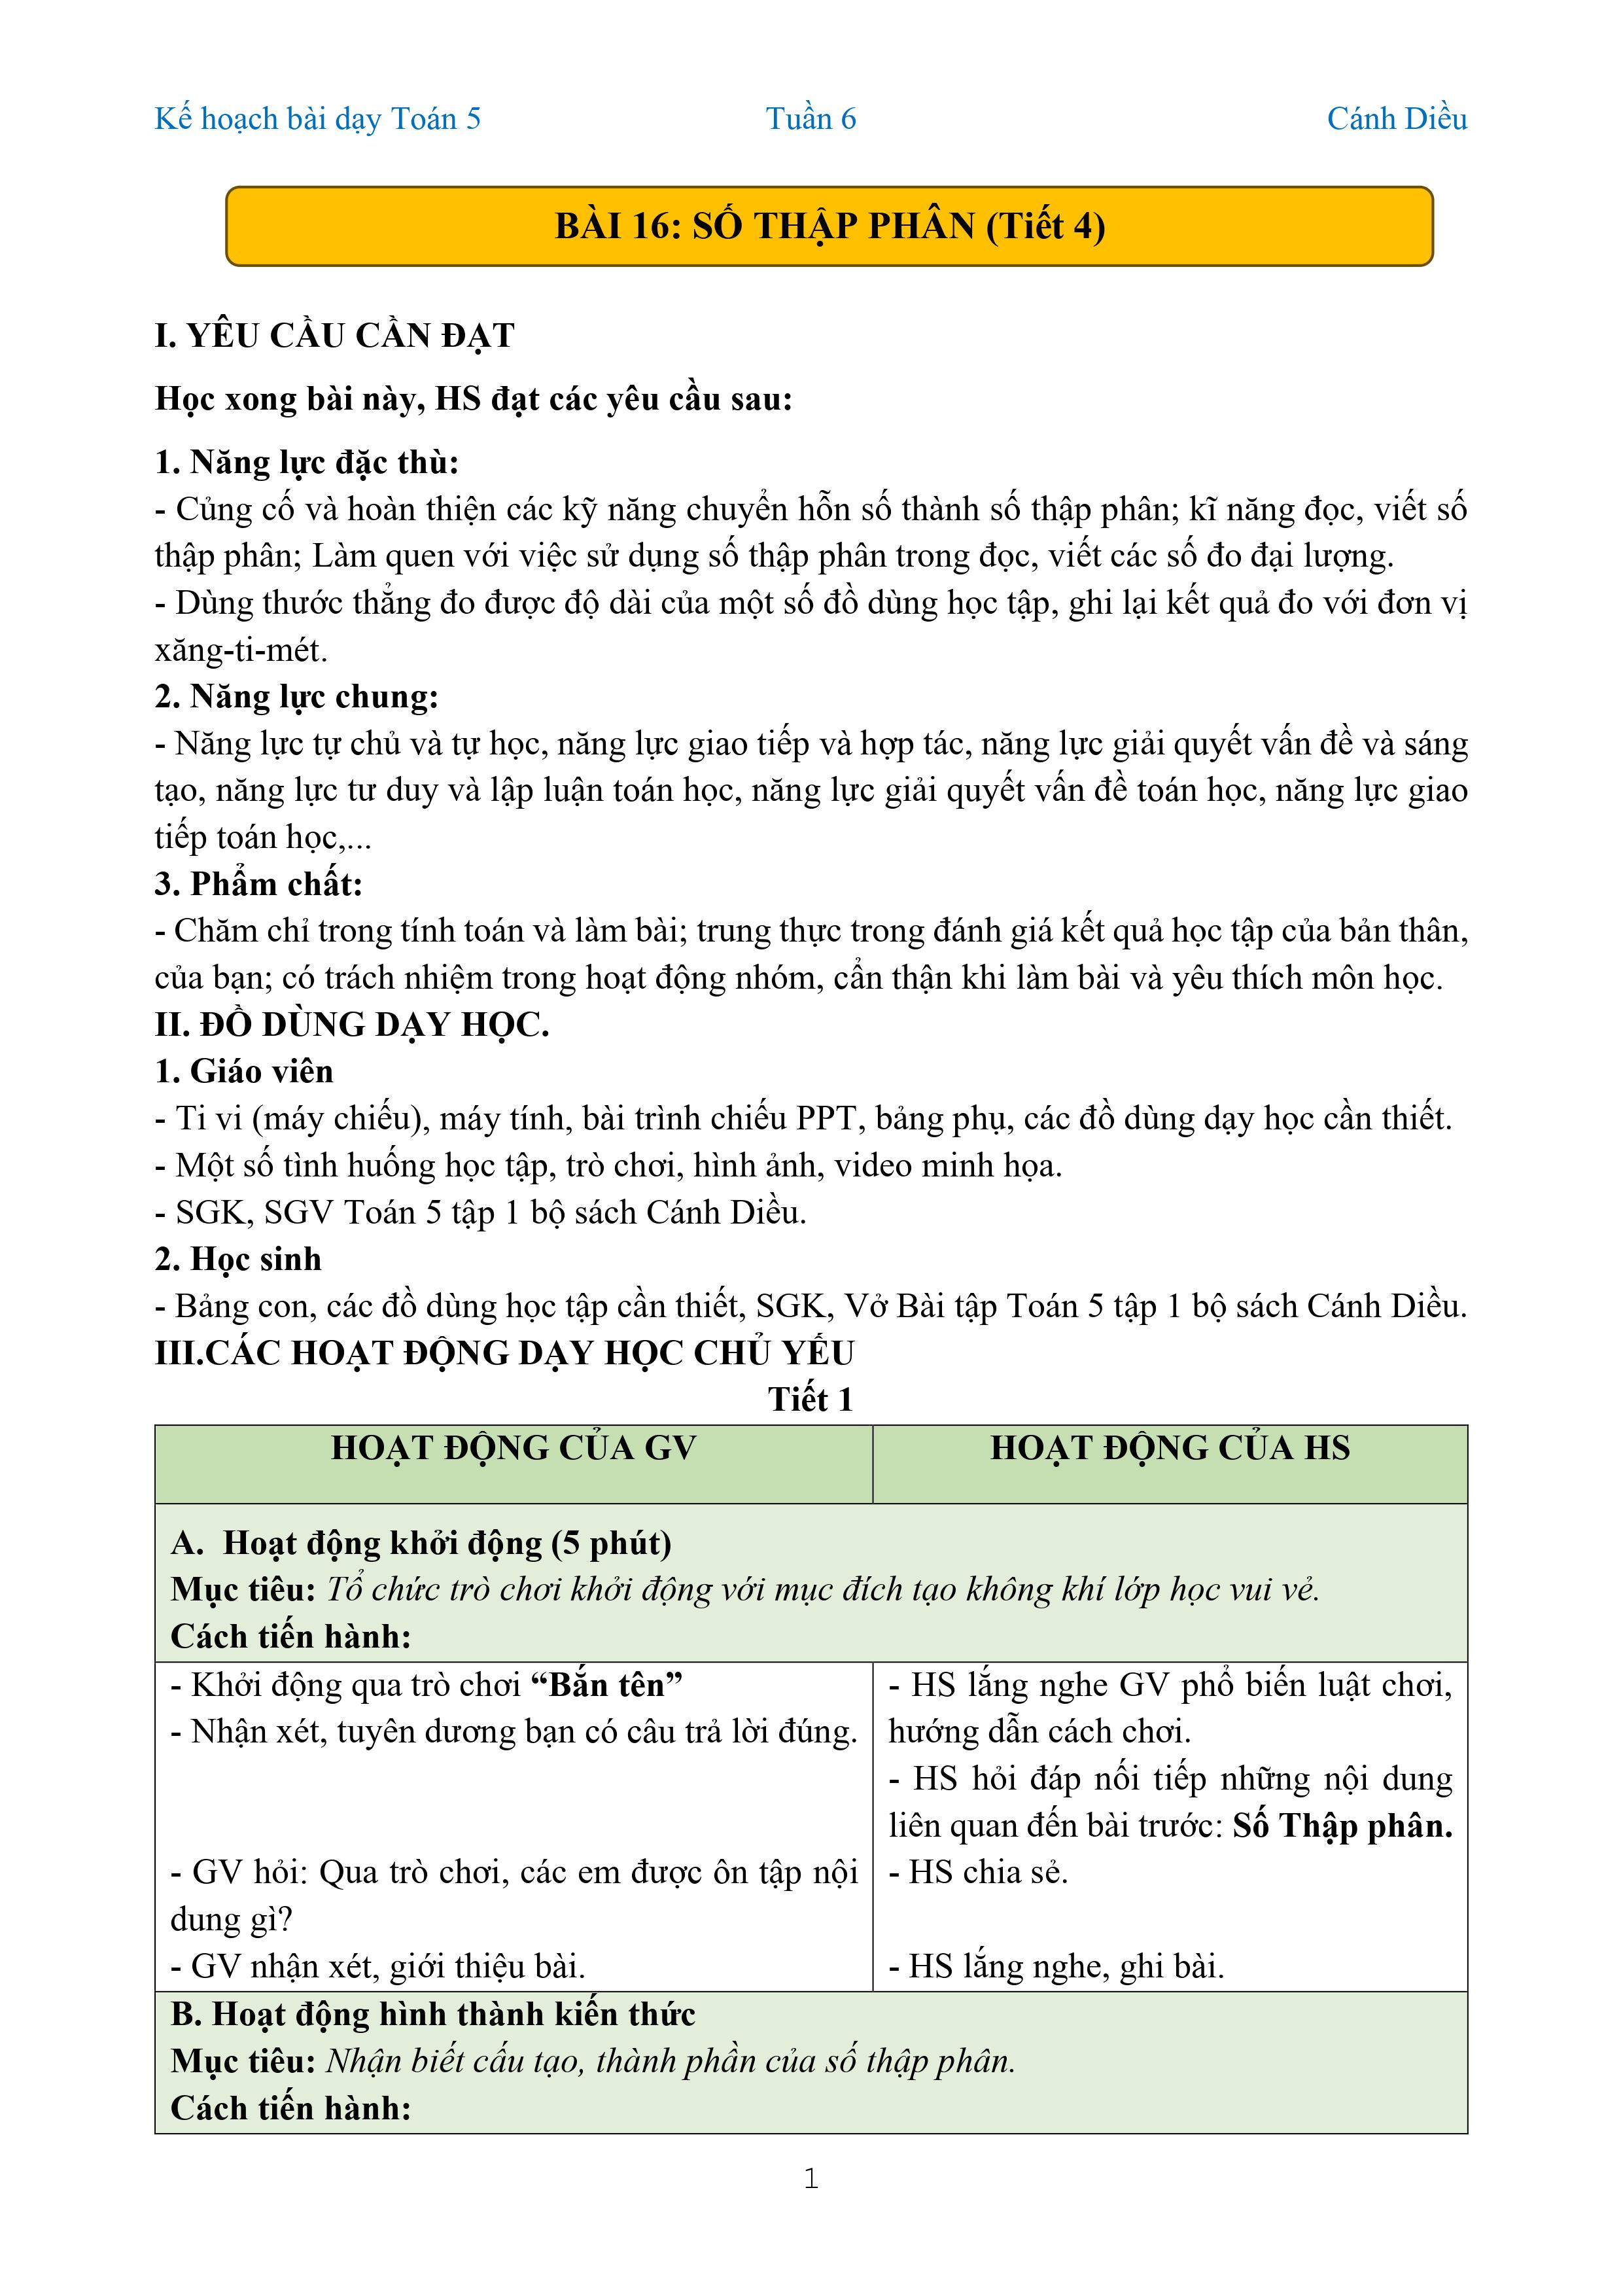 Kế hoạch bài dạy Toán 5 Tuần 6 Cánh Diều
BÀI 16: SỐ THẬP PHÂN (Tiết 4)
I. YÊU CẦU CẦN ĐẠT
Học xong bài này, HS đạt các yêu cầu sau:
1. Năng lực đặc thù:
- Củng cố và hoàn thiện các kỹ năng chuyển hỗn số thành số thập phân; kĩ năng đọc, viết số
thập phân; Làm quen với việc sử dụng số thập phân trong đọc, viết các số đo đại lượng.
- Dùng thước thẳng đo được độ dài của một số đồ dùng học tập, ghi lại kết quả đo với đơn vị
xăng-ti-mét.
2. Năng lực chung:
- Năng lực tự chủ và tự học, năng lực giao tiếp và hợp tác, năng lực giải quyết vấn đề và sáng
tạo, năng lực tư duy và lập luận toán học, năng lực giải quyết vấn đề toán học, năng lực giao
tiếp toán học,...
3. Phẩm chất:
- Chăm chỉ trong tính toán và làm bài; trung thực trong đánh giá kết quả học tập của bản thân,
của bạn; có trách nhiệm trong hoạt động nhóm, cẩn thận khi làm bài và yêu thích môn học.
II. ĐỒ DÙNG DẠY HỌC.
1. Giáo viên
- Ti vi (máy chiếu), máy tính, bài trình chiếu PPT, bảng phụ, các đồ dùng dạy học cần thiết.
- Một số tình huống học tập, trò chơi, hình ảnh, video minh họa.
- SGK, SGV Toán 5 tập 1 bộ sách Cánh Diều.
2. Học sinh
- Bảng con, các đồ dùng học tập cần thiết, SGK, Vở Bài tập Toán 5 tập 1 bộ sách Cánh Diều.
III.CÁC HOẠT ĐỘNG DẠY HỌC CHỦ YẾU
Tiết 1
HOẠT ĐỘNG CỦA GV
HOẠT ĐỘNG CỦA HS
A. Hoạt động khởi động (5 phút)
Mục tiêu: Tổ chức trò chơi khởi động với mục đích tạo không khí lớp học vui vẻ.
Cách tiến hành:
- Khởi động qua trò chơi “Bắn tên”
- Nhận xét, tuyên dương bạn có câu trả lời đúng.
- GV hỏi: Qua trò chơi, các em được ôn tập nội
dung gì?
- GV nhận xét, giới thiệu bài.
- HS lắng nghe GV phổ biến luật chơi,
hướng dẫn cách chơi.
- HS hỏi đáp nối tiếp những nội dung
liên quan đến bài trước: Số Thập phân.
- HS chia sẻ.
- HS lắng nghe, ghi bài.
B. Hoạt động hình thành kiến thức
Mục tiêu: Nhận biết cấu tạo, thành phần của số thập phân.
Cách tiến hành:
1